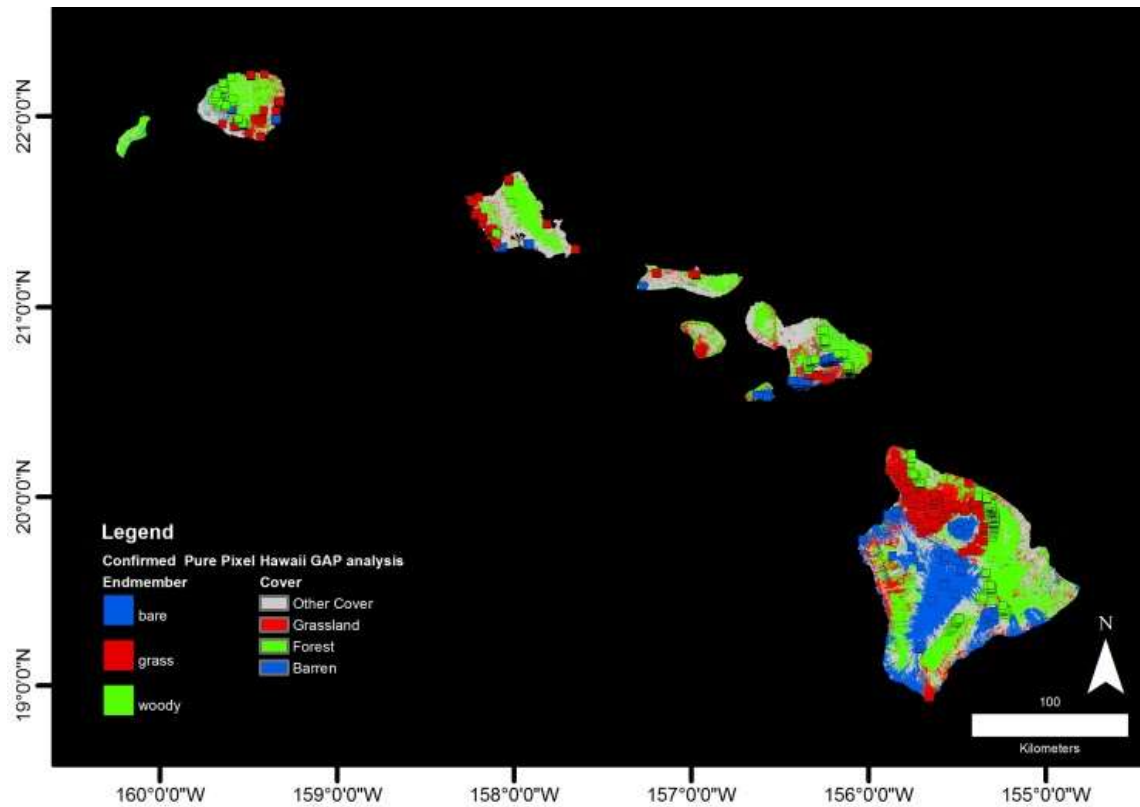 22°0'0"N
21°0'0"N
20°0'0"N
19°0'0"N
Legend
Confirmed Pure Pixel Hawaii GAP analysis
Endmember Cover
bare
grass
woody
Other Cover
Grassland
Forest
Barren
N
100
Kilometers
160°0'0"W 159°0'0"W 158°0'0"W 157°0'0"W 156°0'0"W 155°0'0"W